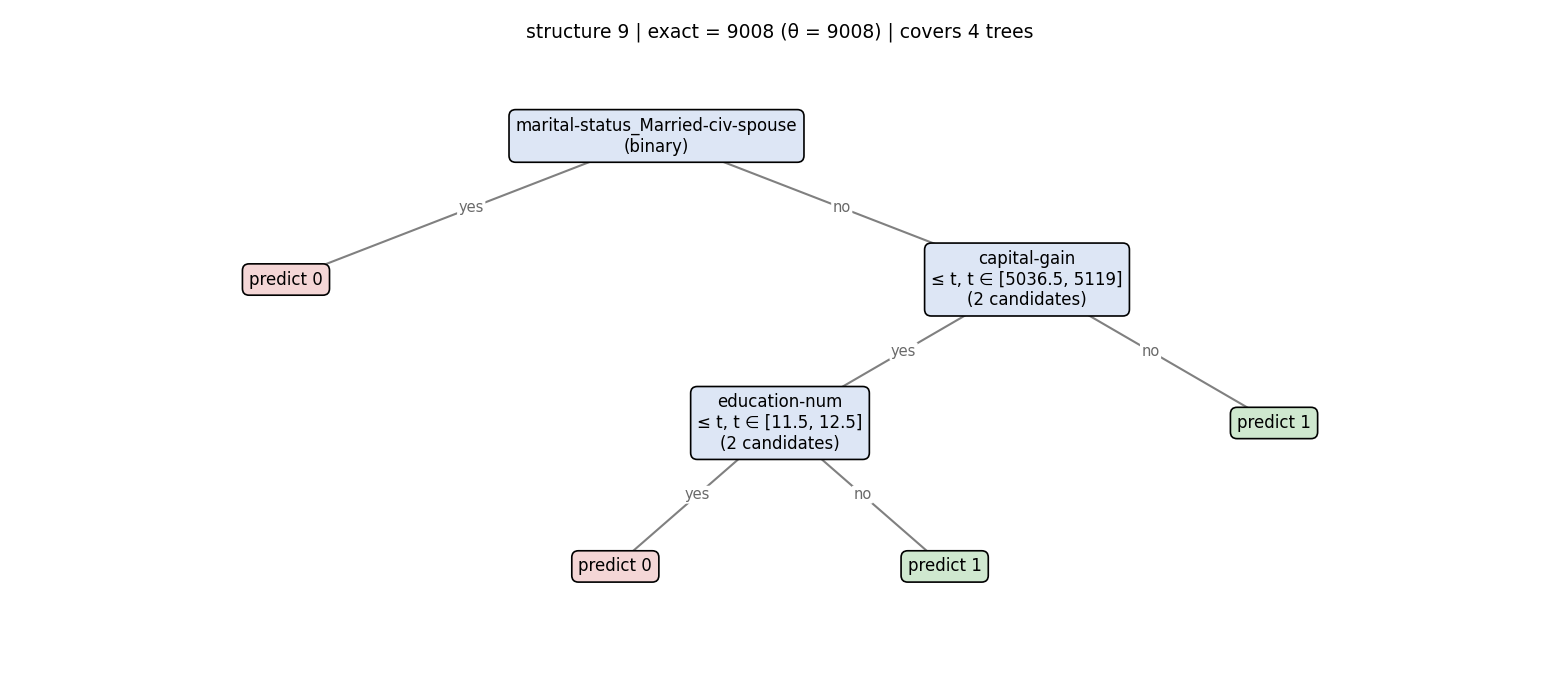 structure 9 | exact = 9008 (θ = 9008) | covers 4 trees
marital-status_Married-civ-spouse
(binary)
yes
no
predict 0
capital-gain
≤ t, t ∈ [5036.5, 5119]
(2 candidates)
yes
no
education-num
≤ t, t ∈ [11.5, 12.5]
(2 candidates)
predict 1
yes
no
predict 0
predict 1